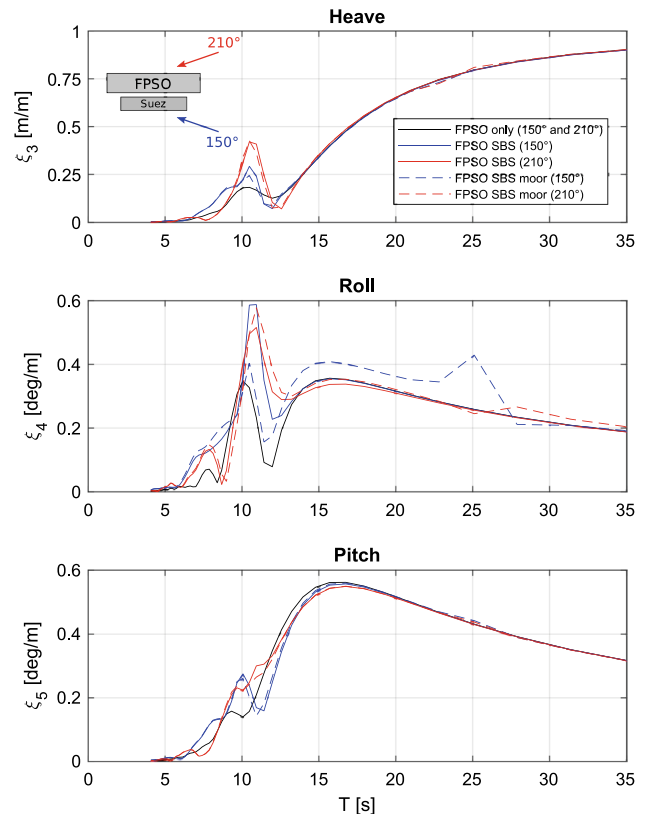 Heave
ξ3 [m/m]
1
0.75
0.5
0.25
0
210°
FPSO
Suez
150°
FPSO only (150° and 210°)
FPSO SBS (150°)
FPSO SBS (210°)
FPSO SBS moor (150°)
FPSO SBS moor (210°)
0 5 10 15 20 25 30 35
Roll
ξ4 [deg/m]
0.6
0.4
0.2
0
0 5 10 15 20 25 30 35
Pitch
ξ5 [deg/m]
0.6
0.4
0.2
0
0 5 10 15 20 25 30 35
T [s]